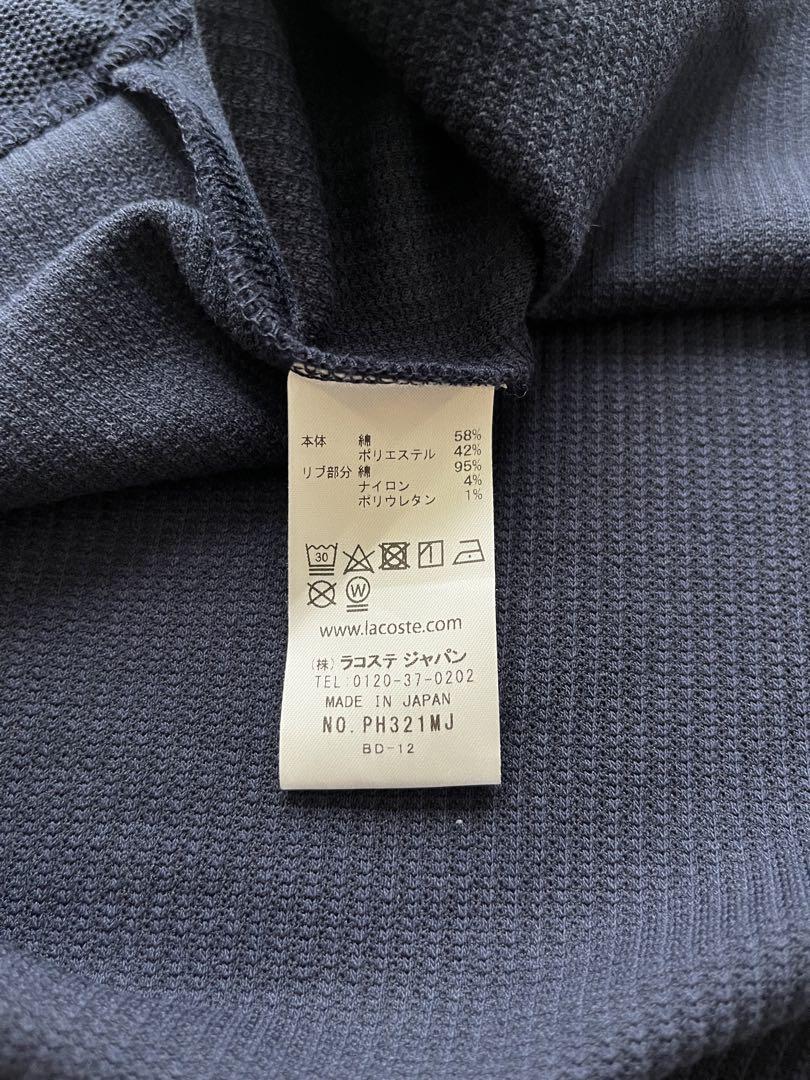 本体 綿 58%
ポリエステル 42%
リブ部分 綿 95%
ナイロン 4%
ポリウレタン 1%
30
W
www.lacoste.com
(株) ラコステ ジャパン
TEL:0120-37-0202
MADE IN JAPAN
NO. PH321MJ
BD-12